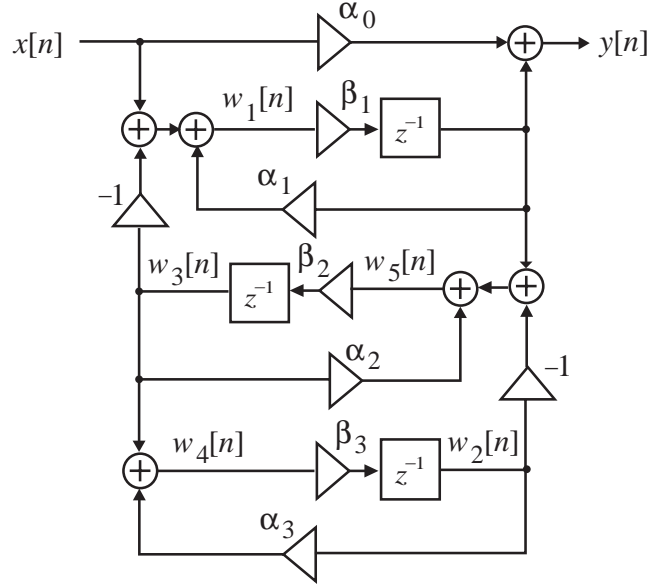 α₀
x[n]
y[n]
w₁[n]
β₁
z⁻¹
α₁
–1
w₃[n]
β₂
w₅[n]
z⁻¹
α₂
–1
w₄[n]
β₃
w₂[n]
z⁻¹
α₃